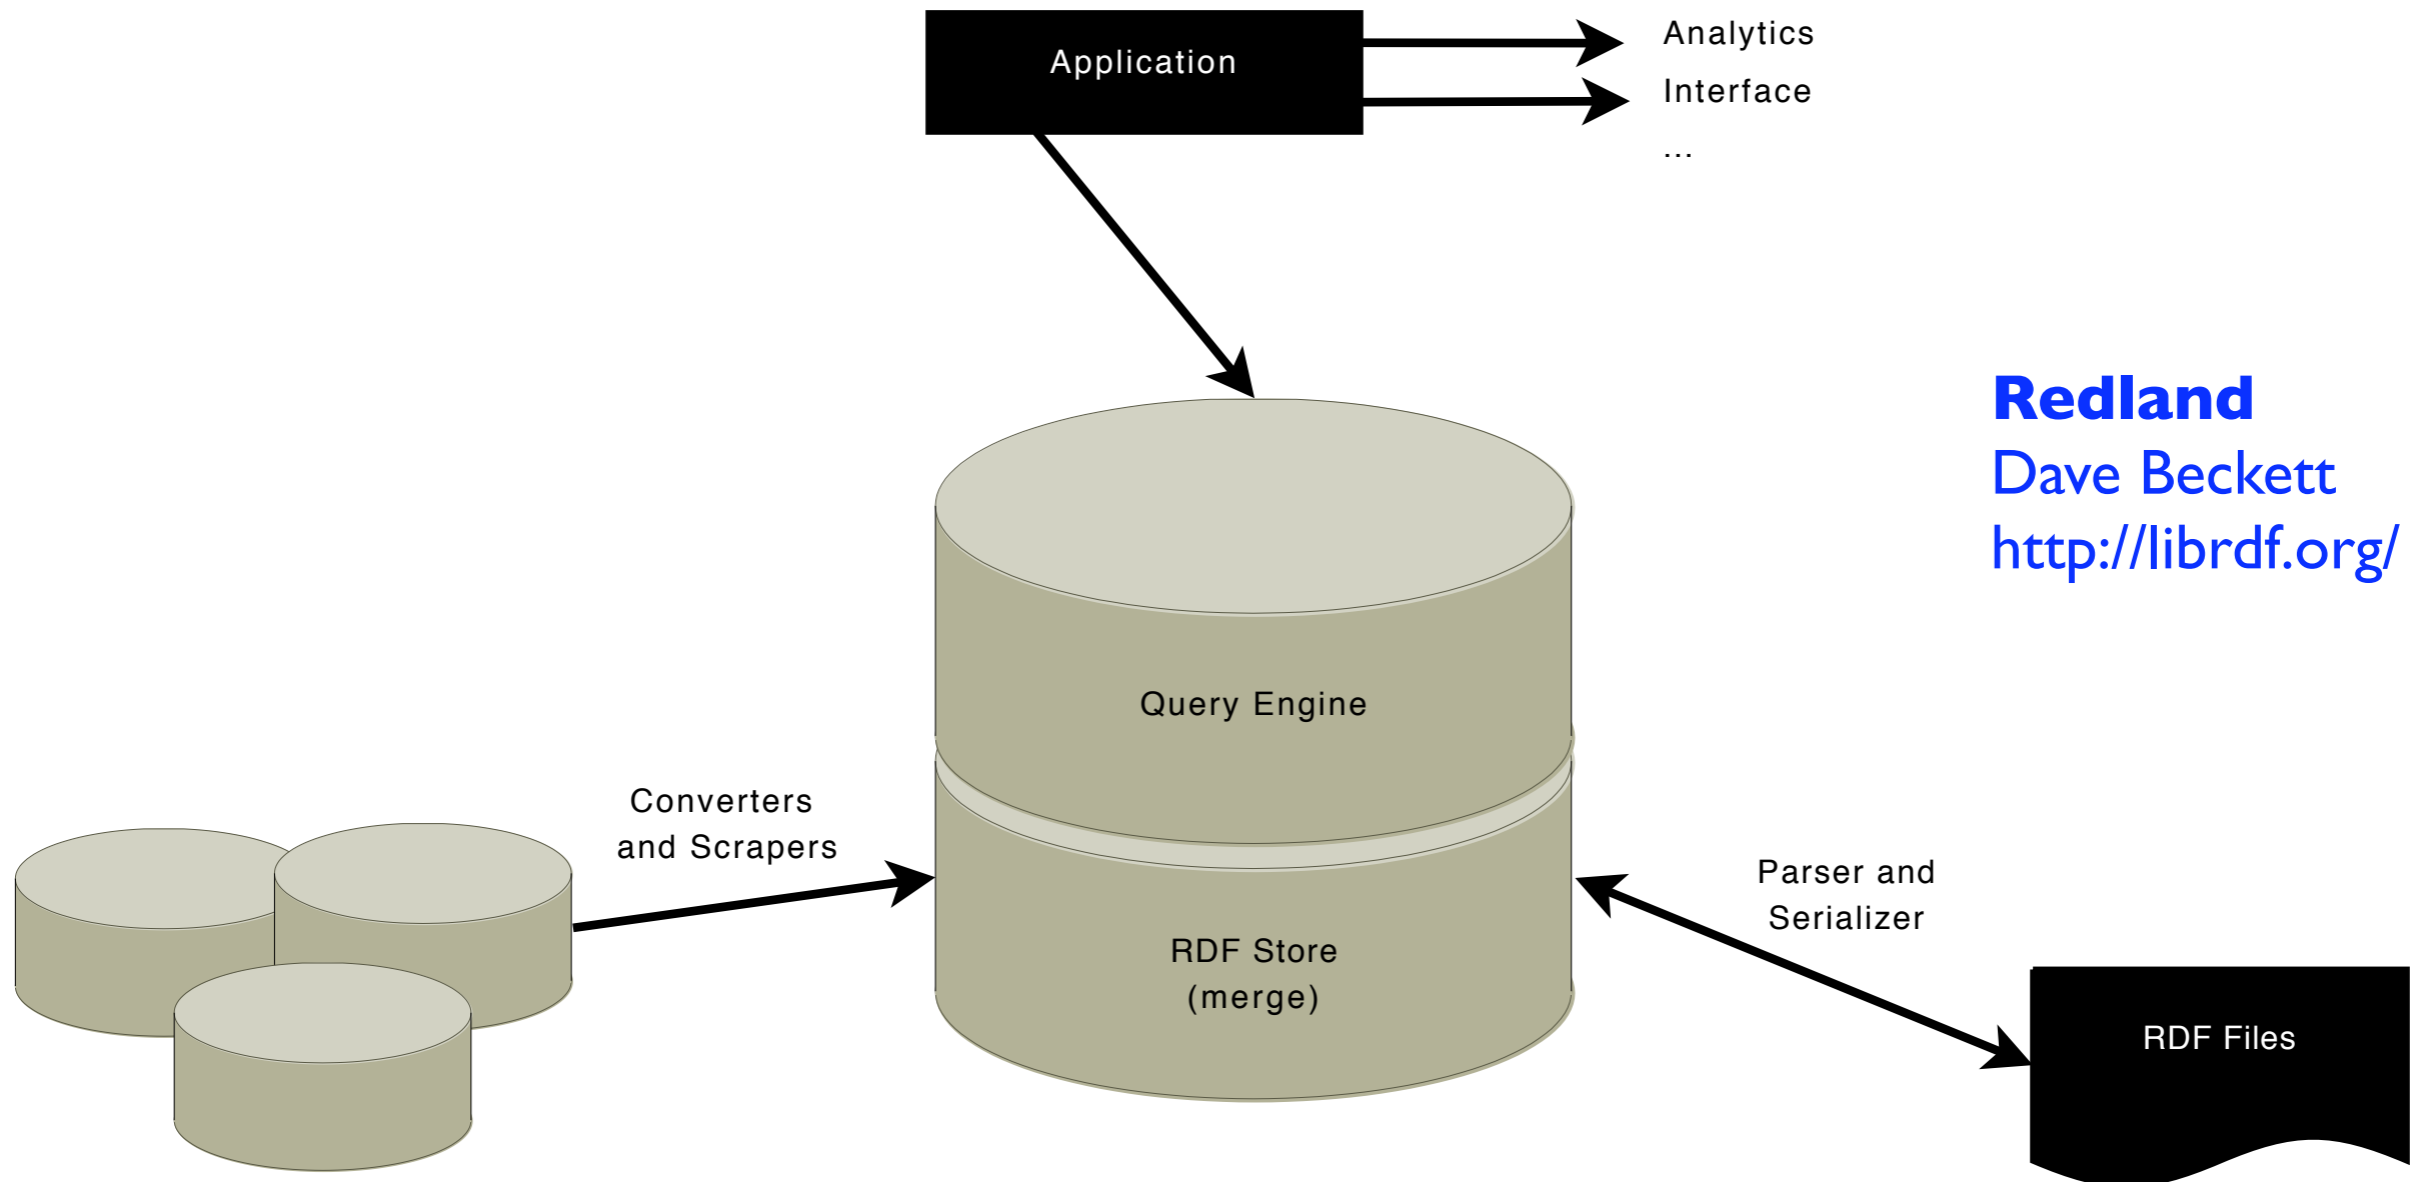 Application
Analytics
Interface
...
Redland
Dave Beckett
http://librdf.org/
Query Engine
Converters
and Scrapers
RDF Store
(merge)
Parser and
Serializer
RDF Files